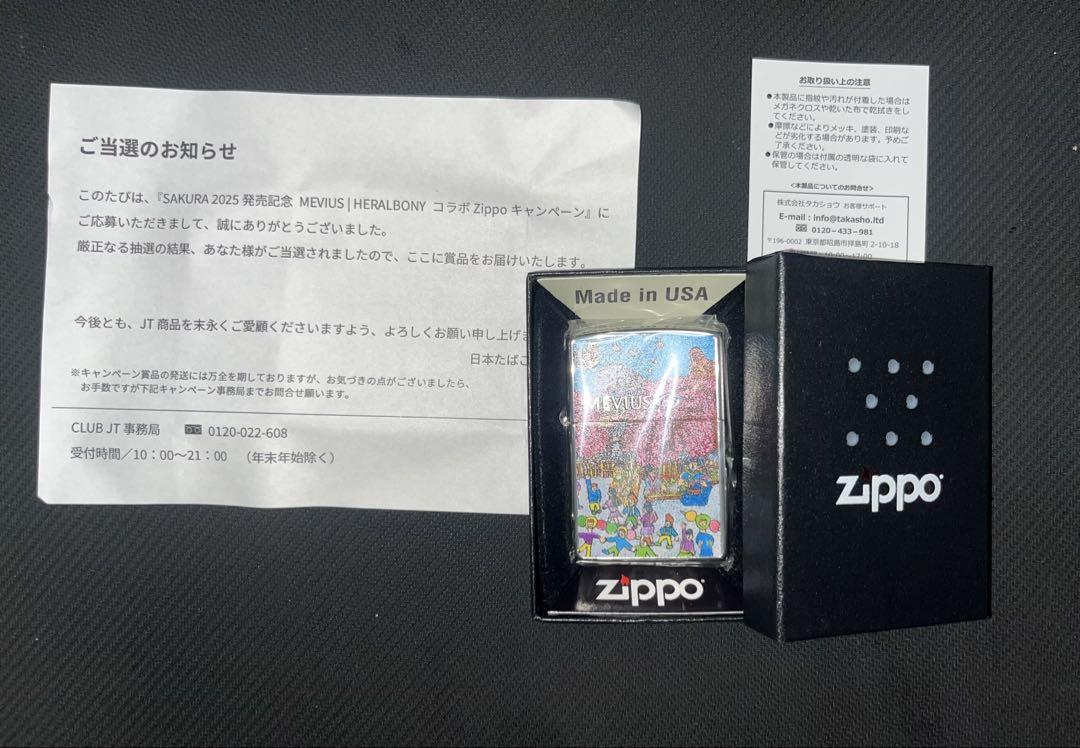 ご当選のお知らせ
このたびは、『SAKURA 2025 発売記念 MEVIUS | HERALBONY コラボ Zippo キャンペーン』に
ご応募いただきまして、誠にありがとうございました。
厳正なる抽選の結果、あなた様がご当選されましたので、ここに賞品をお届けいたします。
今後とも、JT 商品を末永くご愛顧くださいますよう、よろしくお願い申し上げま
日本たばこ
※キャンペーン賞品の発送には万全を期しておりますが、お気づきの点がございましたら、
お手数ですが下記キャンペーン事務局までお問合せ願います。
CLUB JT 事務局 0120-022-608
受付時間／10：00～21：00 （年末年始除く）
お取り扱い上の注意
●本製品に指紋や汚れが付着した場合は
メガネクロスや乾いた布で乾拭きをし
てください。
●摩擦などによりメッキ、塗装、印刷な
どが劣化する場合があります。予めご
了承ください。
●保管の場合は付属の透明な袋に入れて
保管してください。
<本製品についてのお問合せ>
株式会社タカショウ お客様サポート
E-mail : info@takasho.ltd
0120-433-981
〒196-0002 東京都昭島市拝島町 2-10-18
Made in USA
MEVIUS
zippo
zippo